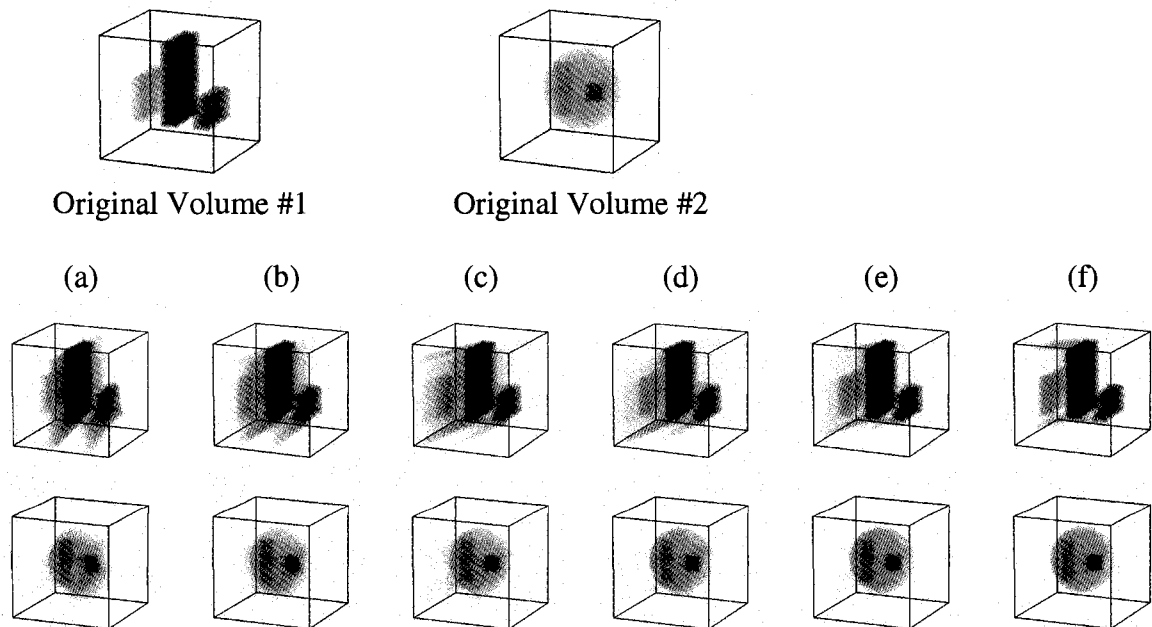 Original Volume #1
Original Volume #2
(a)
(b)
(c)
(d)
(e)
(f)